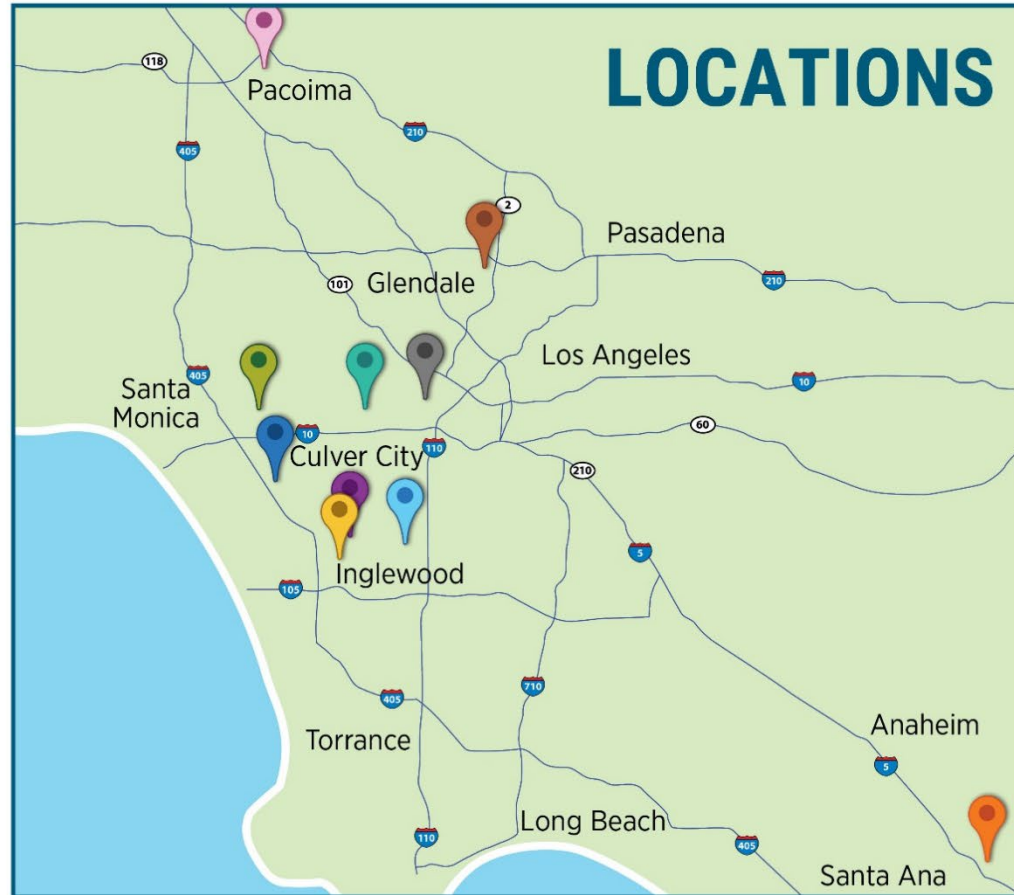 LOCATIONS
118
Pacoima
405
210
2
Pasadena
Glendale
101
210
Los Angeles
405
10
Santa
Monica
10
60
Culver City
110
210
5
Inglewood
105
405
710
Torrance
Anaheim
5
Long Beach
110
405
Santa Ana